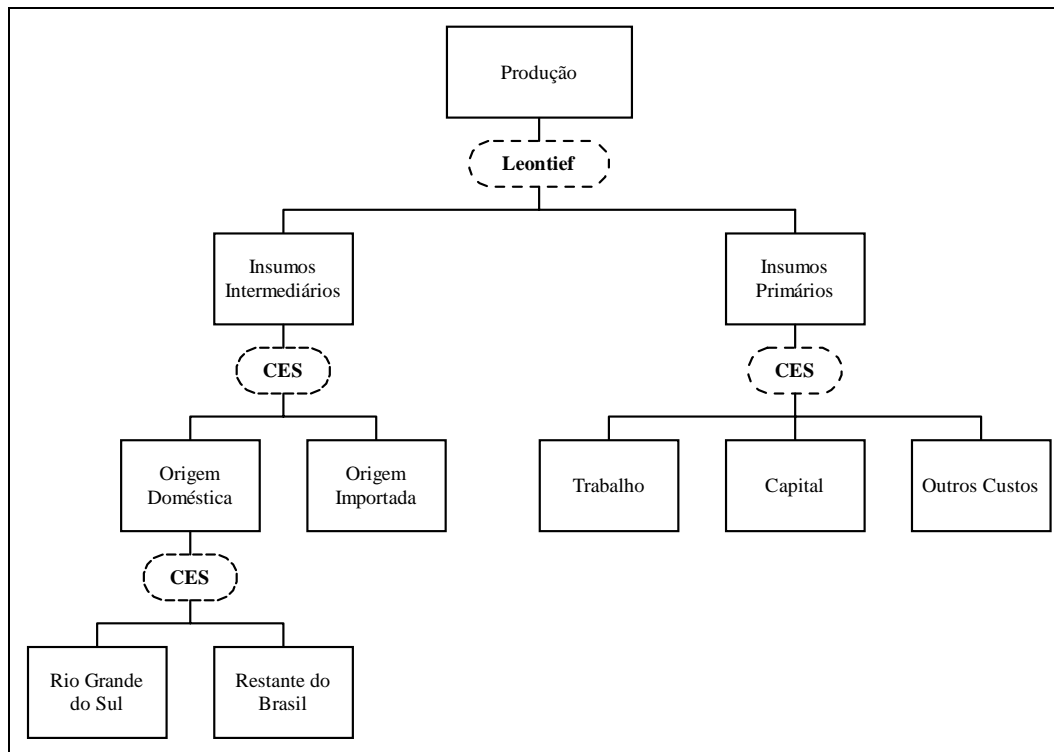 Produção
Leontief
Insumos
Intermediários
Insumos
Primários
CES
CES
Origem
Doméstica
Origem
Importada
Trabalho
Capital
Outros Custos
CES
Rio Grande
do Sul
Restante do
Brasil